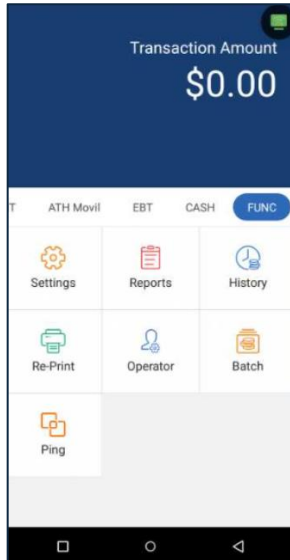 Transaction Amount
$0.00
T ATH Movil EBT CASH FUNC
Settings Reports History
Re-Print Operator Batch
Ping